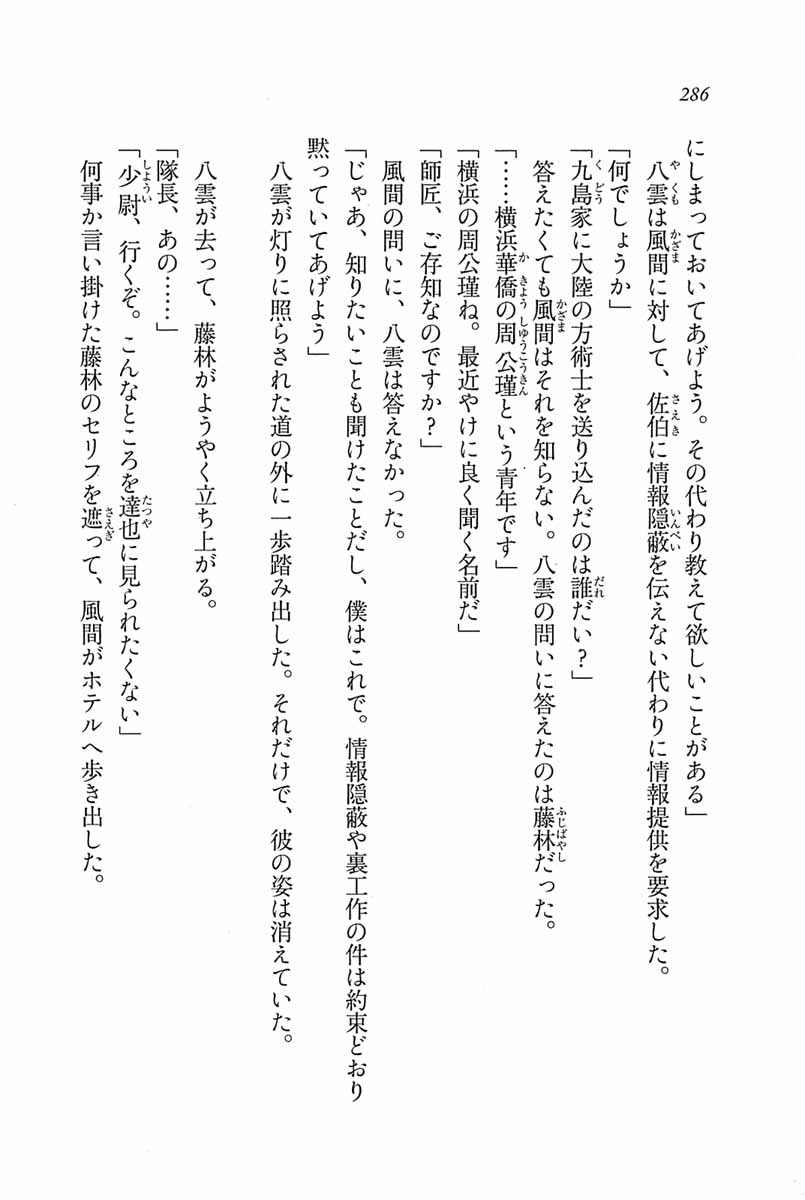 286
にしまっておいてあげよう。その代わり教えて欲しいことがある」
八雲は風間に対して、佐伯に情報隠蔽を伝えない代わりに情報提供を要求した。
「何でしょうか」
「九島家に大陸の方術士を送り込んだのは誰だい？」
答えたくても風間はそれを知らない。八雲の問いに答えたのは藤林だった。
「……横浜華僑の周公瑾という青年です」
「横浜の周公瑾ね。最近やけに良く聞く名前だ」
「師匠、ご存知なのですか？」
風間の問いに、八雲は答えなかった。
「じゃあ、知りたいことも聞けたことだし、僕はこれで。情報隠蔽や裏工作の件は約束どおり
黙っていてあげよう」
八雲が灯りに照らされた道の外に一歩踏み出した。それだけで、彼の姿は消えていた。
八雲が去って、藤林がようやく立ち上がる。
「隊長、あの……」
「少尉、行くぞ。こんなところを達也に見られたくない」
何事か言い掛けた藤林のセリフを遮って、風間がホテルへ歩き出した。